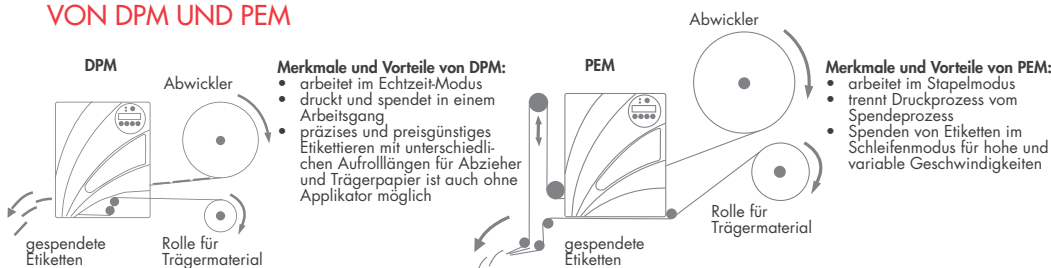 VON DPM UND PEM
DPM
Abwickler
Merkmale und Vorteile von DPM:
• arbeitet im Echtzeit-Modus
• druckt und spendet in einem
Arbeitsgang
• präzises und preisgünstiges
Etikettieren mit unterschiedli-
chen Aufrolllängen für Abzieher
und Trägerpapier ist auch ohne
Applikator möglich
gespendete
Etiketten
Rolle für
Trägermaterial
PEM
Abwickler
Merkmale und Vorteile von PEM:
• arbeitet im Stapelmodus
• trennt Druckprozess vom
Spendeprozess
• Spenden von Etiketten im
Schleifenmodus für hohe und
variable Geschwindigkeiten
gespendete
Etiketten
Rolle für
Trägermaterial